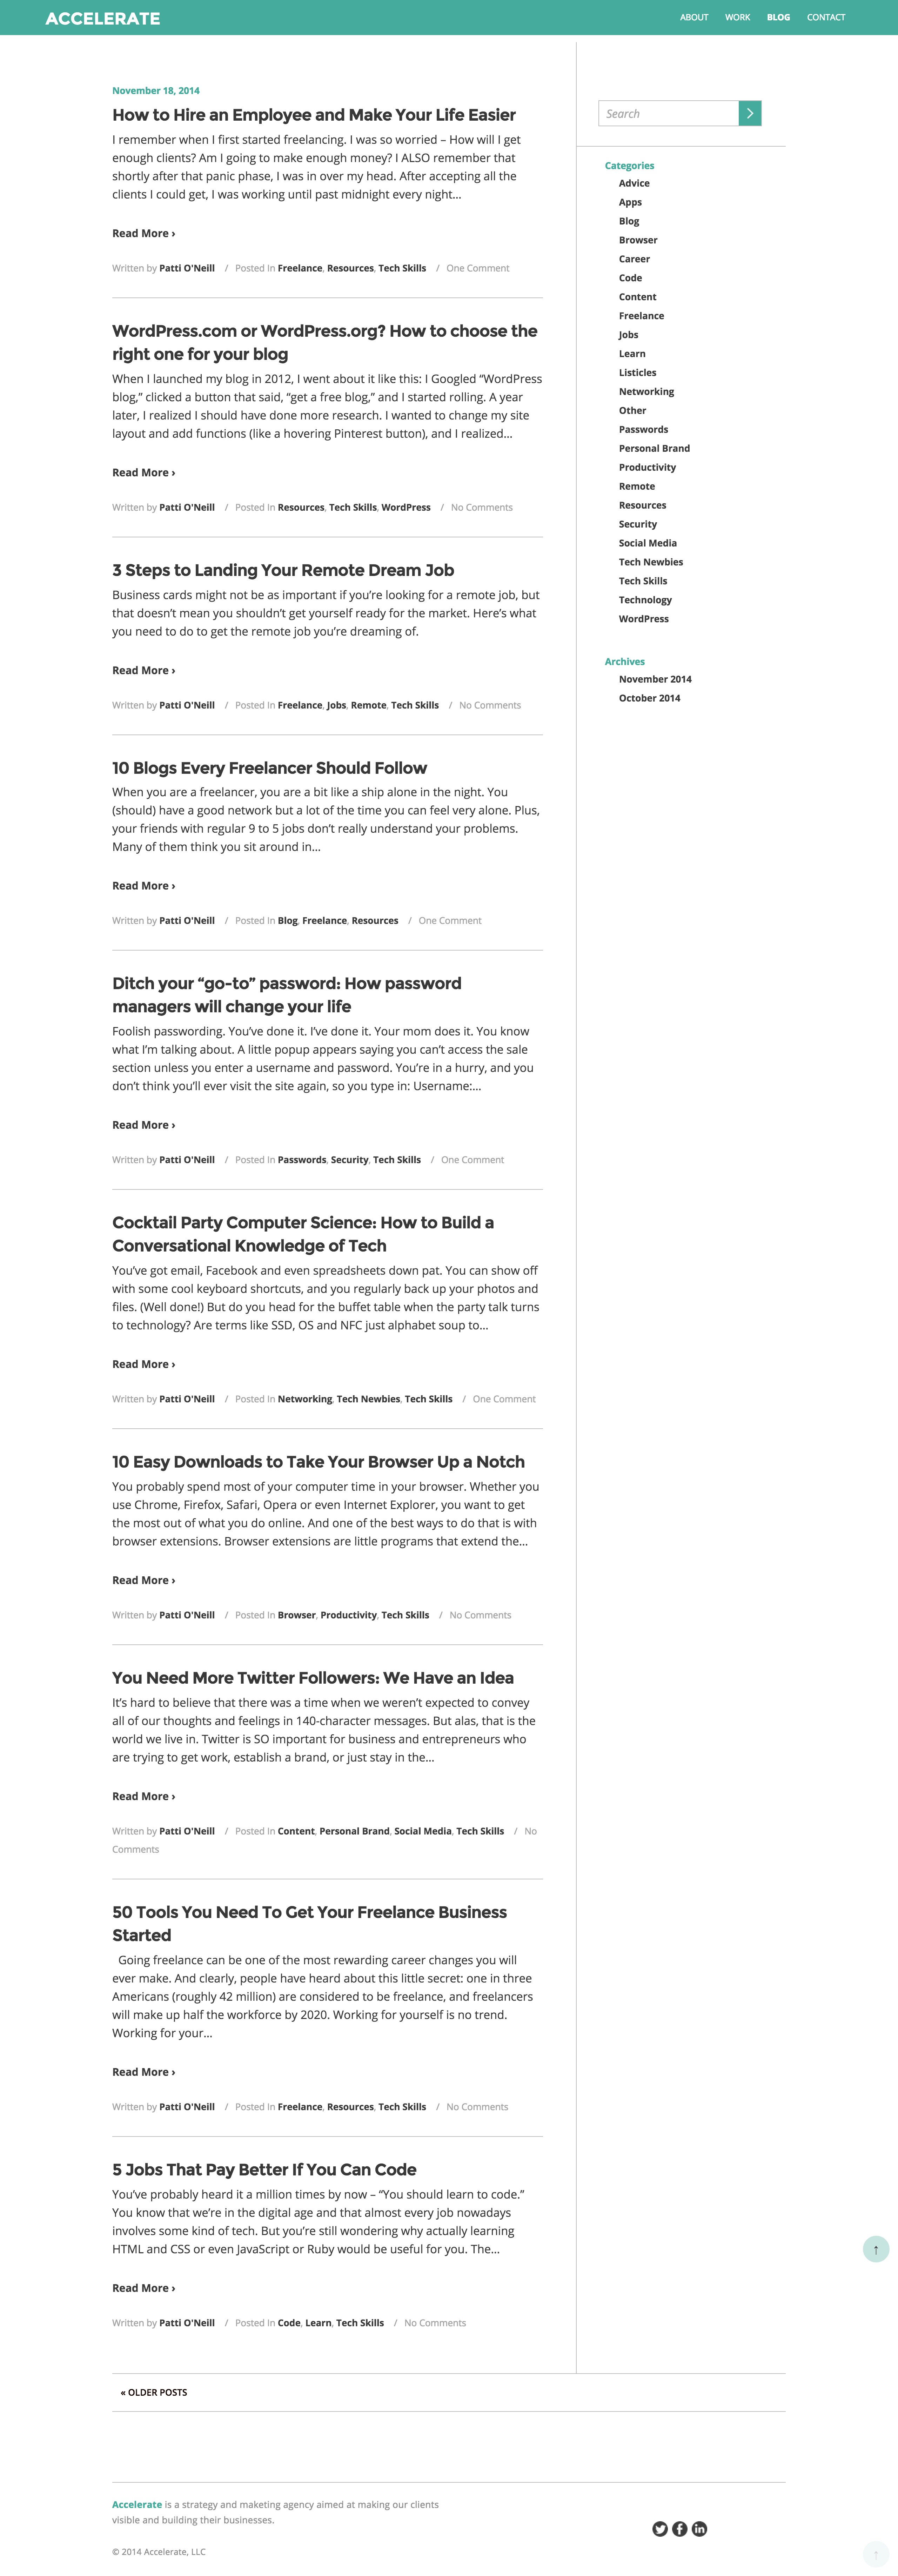 ACCELERATE
ABOUT WORK BLOG CONTACT
November 18, 2014
How to Hire an Employee and Make Your Life Easier
I remember when I first started freelancing. I was so worried – How will I get
enough clients? Am I going to make enough money? I ALSO remember that
shortly after that panic phase, I was in over my head. After accepting all the
clients I could get, I was working until past midnight every night...
Read More ›
Written by Patti O'Neill / Posted In Freelance, Resources, Tech Skills / One Comment
WordPress.com or WordPress.org? How to choose the
right one for your blog
When I launched my blog in 2012, I went about it like this: I Googled “WordPress
blog,” clicked a button that said, “get a free blog,” and I started rolling. A year
later, I realized I should have done more research. I wanted to change my site
layout and add functions (like a hovering Pinterest button), and I realized...
Read More ›
Written by Patti O'Neill / Posted In Resources, Tech Skills, WordPress / No Comments
3 Steps to Landing Your Remote Dream Job
Business cards might not be as important if you’re looking for a remote job, but
that doesn’t mean you shouldn’t get yourself ready for the market. Here’s what
you need to do to get the remote job you’re dreaming of.
Read More ›
Written by Patti O'Neill / Posted In Freelance, Jobs, Remote, Tech Skills / No Comments
10 Blogs Every Freelancer Should Follow
When you are a freelancer, you are a bit like a ship alone in the night. You
(should) have a good network but a lot of the time you can feel very alone. Plus,
your friends with regular 9 to 5 jobs don’t really understand your problems.
Many of them think you sit around in...
Read More ›
Written by Patti O'Neill / Posted In Blog, Freelance, Resources / One Comment
Ditch your “go-to” password: How password
managers will change your life
Foolish passwording. You’ve done it. I’ve done it. Your mom does it. You know
what I’m talking about. A little popup appears saying you can’t access the sale
section unless you enter a username and password. You’re in a hurry, and you
don’t think you’ll ever visit the site again, so you type in: Username:...
Read More ›
Written by Patti O'Neill / Posted In Passwords, Security, Tech Skills / One Comment
Cocktail Party Computer Science: How to Build a
Conversational Knowledge of Tech
You’ve got email, Facebook and even spreadsheets down pat. You can show off
with some cool keyboard shortcuts, and you regularly back up your photos and
files. (Well done!) But do you head for the buffet table when the party talk turns
to technology? Are terms like SSD, OS and NFC just alphabet soup to...
Read More ›
Written by Patti O'Neill / Posted In Networking, Tech Newbies, Tech Skills / One Comment
10 Easy Downloads to Take Your Browser Up a Notch
You probably spend most of your computer time in your browser. Whether you
use Chrome, Firefox, Safari, Opera or even Internet Explorer, you want to get
the most out of what you do online. And one of the best ways to do that is with
browser extensions. Browser extensions are little programs that extend the...
Read More ›
Written by Patti O'Neill / Posted In Browser, Productivity, Tech Skills / No Comments
You Need More Twitter Followers: We Have an Idea
It’s hard to believe that there was a time when we weren’t expected to convey
all of our thoughts and feelings in 140-character messages. But alas, that is the
world we live in. Twitter is SO important for business and entrepreneurs who
are trying to get work, establish a brand, or just stay in the...
Read More ›
Written by Patti O'Neill / Posted In Content, Personal Brand, Social Media, Tech Skills / No
Comments
50 Tools You Need To Get Your Freelance Business
Started
Going freelance can be one of the most rewarding career changes you will
ever make. And clearly, people have heard about this little secret: one in three
Americans (roughly 42 million) are considered to be freelance, and freelancers
will make up half the workforce by 2020. Working for yourself is no trend.
Working for your...
Read More ›
Written by Patti O'Neill / Posted In Freelance, Resources, Tech Skills / No Comments
5 Jobs That Pay Better If You Can Code
You’ve probably heard it a million times by now – “You should learn to code.”
You know that we’re in the digital age and that almost every job nowadays
involves some kind of tech. But you’re still wondering why actually learning
HTML and CSS or even JavaScript or Ruby would be useful for you. The...
Read More ›
Written by Patti O'Neill / Posted In Code, Learn, Tech Skills / No Comments
Search
Categories
Advice
Apps
Blog
Browser
Career
Code
Content
Freelance
Jobs
Learn
Listicles
Networking
Other
Passwords
Personal Brand
Productivity
Remote
Resources
Security
Social Media
Tech Newbies
Tech Skills
Technology
WordPress
Archives
November 2014
October 2014
« OLDER POSTS
Accelerate is a strategy and maketing agency aimed at making our clients
visible and building their businesses.
© 2014 Accelerate, LLC